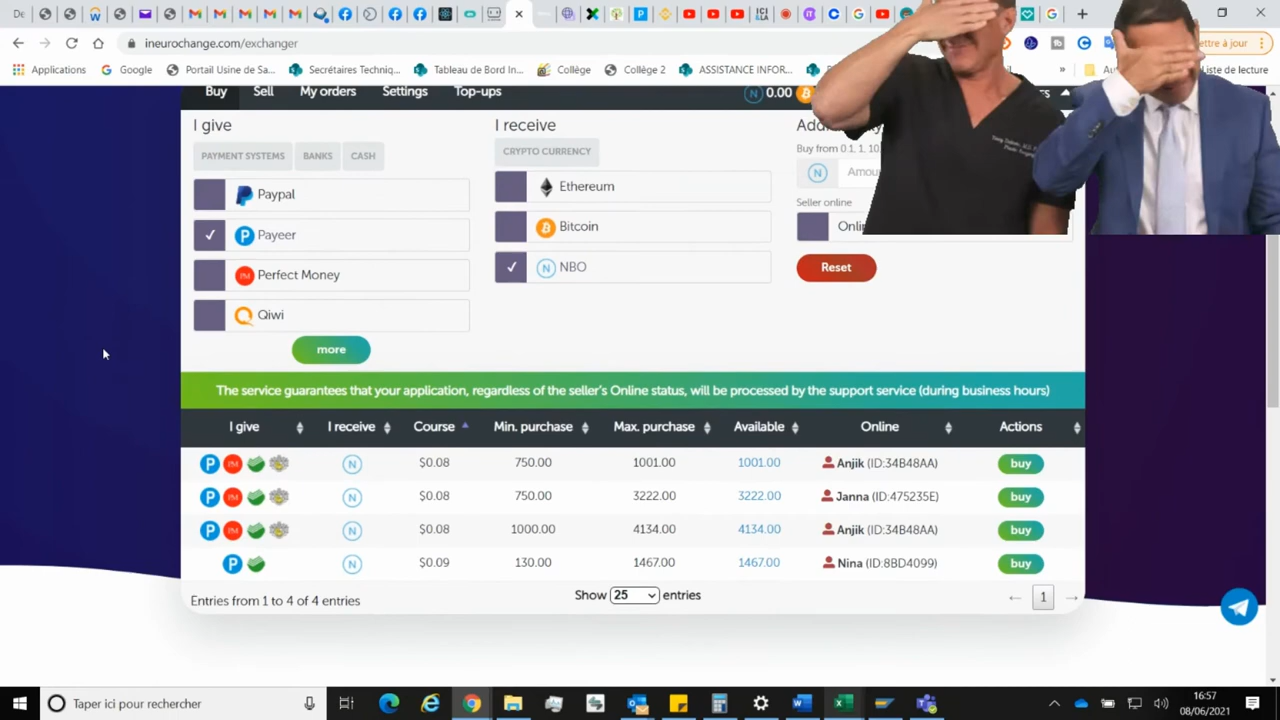 De
ineurochange.com/exchanger
ettre à jour
Applications
Google
Portail Usine de Sa...
Secrétaires Techniq...
Tableau de Bord In...
Collège
Collège 2
ASSISTANCE INFOR...
»
Liste de lecture
Buy Sell My orders Settings Top-ups
0.00
I give
PAYMENT SYSTEMS BANKS CASH
Paypal
Payeer
Perfect Money
Qiwi
more
I receive
CRYPTO CURRENCY
Ethereum
Bitcoin
NBO
Buy from 0.1, 1, 10
Seller online
Reset
The service guarantees that your application, regardless of the seller's Online status, will be processed by the support service (during business hours)
I give I receive Course Min. purchase Max. purchase Available Online Actions
$0.08 750.00 1001.00 1001.00 Anjik (ID:34B48AA) buy
$0.08 750.00 3222.00 3222.00 Janna (ID:475235E) buy
$0.08 1000.00 4134.00 4134.00 Anjik (ID:34B48AA) buy
$0.09 130.00 1467.00 1467.00 Nina (ID:8BD4099) buy
Entries from 1 to 4 of 4 entries
Show 25 entries
← 1 →
Taper ici pour rechercher
16:57
08/06/2021